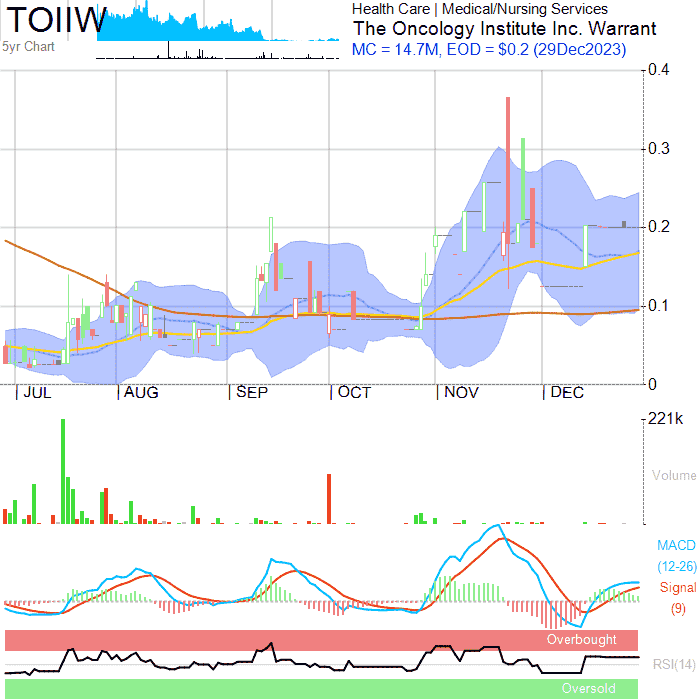 TOIIW
5yr Chart
Health Care | Medical/Nursing Services
The Oncology Institute Inc. Warrant
MC = 14.7M, EOD = $0.2 (29Dec2023)
0.4
0.3
0.2
0.1
0
JUL AUG SEP OCT NOV DEC
221k
Volume
MACD
(12-26)
Signal
(9)
Overbought
RSI(14)
Oversold